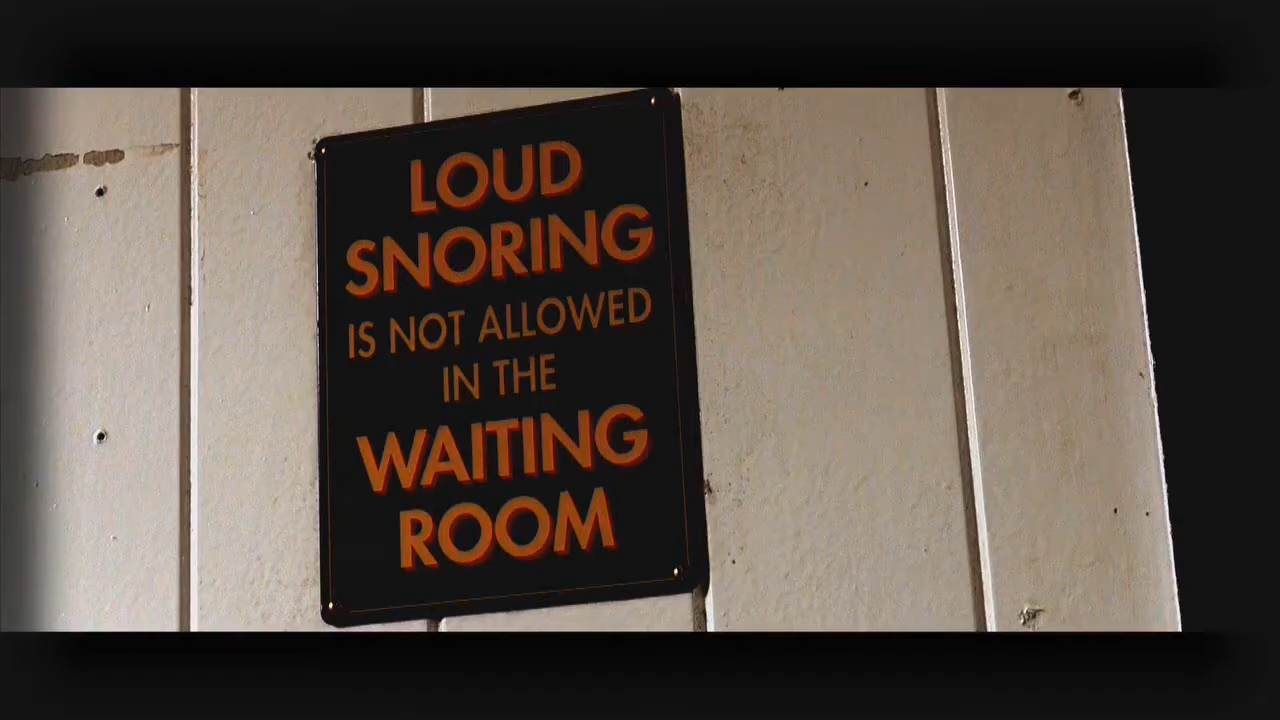 LOUD
SNORING
IS NOT ALLOWED
IN THE
WAITING
ROOM